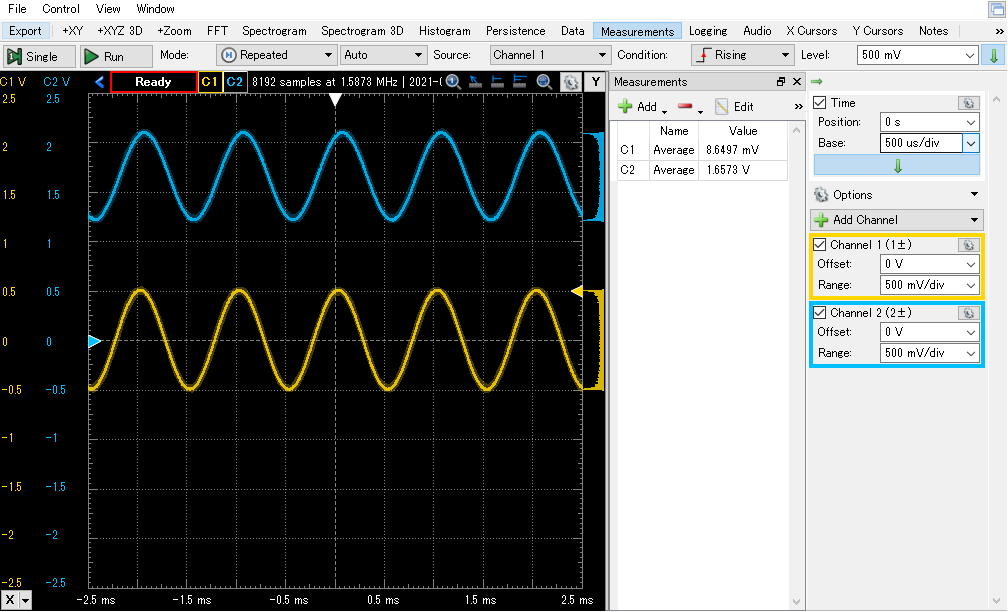 File Control View Window
Export +XY +XYZ 3D +Zoom FFT Spectrogram Spectrogram 3D Histogram Persistence Data Measurements Logging Audio X Cursors Y Cursors Notes »
Single Run Mode: Repeated Auto Source: Channel 1 Condition: Rising Level: 500 mV
C1 V C2 V Ready C1 C2 8192 samples at 1.5873 MHz | 2021-( Y
2.5 2.5
2 2
1.5 1.5
1 1
0.5 0.5
0 0
-0.5 -0.5
-1 -1
-1.5 -1.5
-2 -2
-2.5 -2.5
X -2.5 ms -1.5 ms -0.5 ms 0.5 ms 1.5 ms 2.5 ms
Measurements
Add Edit »
Name Value
C1 Average 8.6497 mV
C2 Average 1.6573 V
Time
Position: 0 s
Base: 500 us/div
Options
Add Channel
Channel 1 (1±)
Offset: 0 V
Range: 500 mV/div
Channel 2 (2±)
Offset: 0 V
Range: 500 mV/div